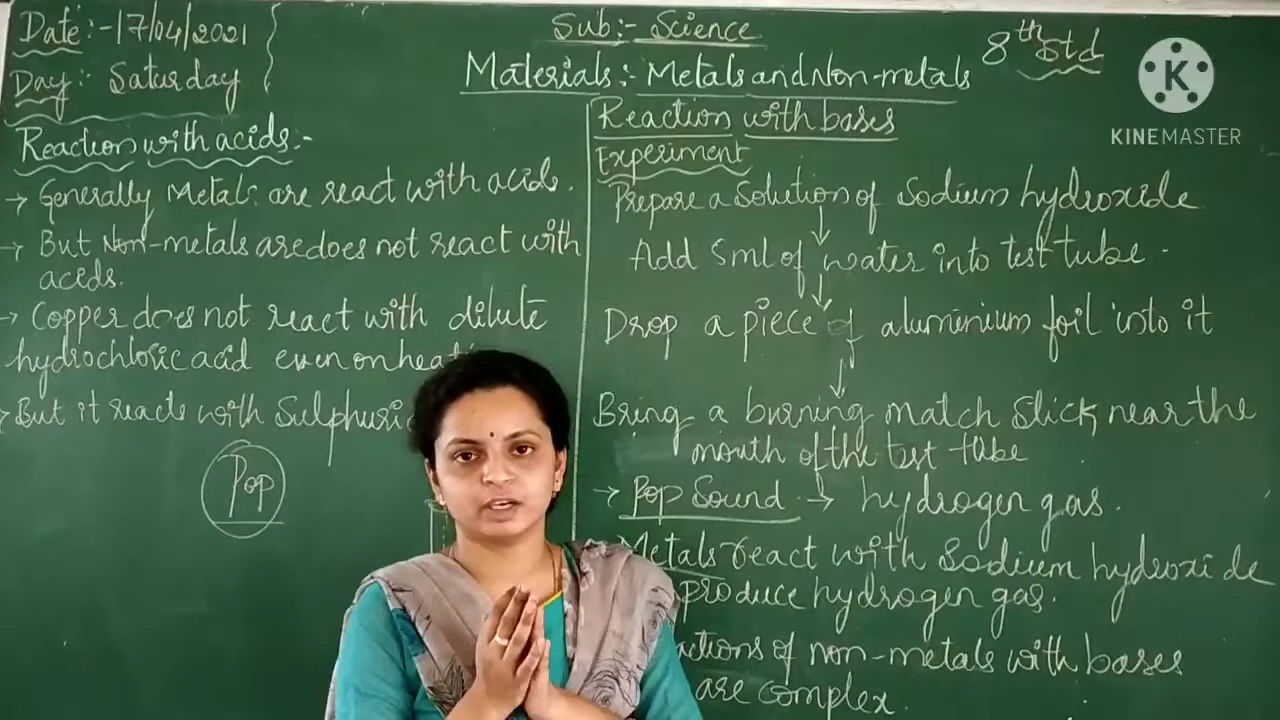 Date:-17/04/2021
Day:- Saturday
Sub:- Science
8th Std
Materials:- Metals and Non-metals
KINEMASTER
Reaction with acids:-
→ Generally Metals are react with acids.
→ But Non-metals are does not react with
acids.
→ Copper does not react with dilute
hydrochloric acid even on heat
→ But it reacts with Sulphuric
Pop
Reaction with bases
Experiment
Prepare a Solution of Sodium hydroxide
Add 5ml of water into test tube.
Drop a piece of aluminium foil into it
Bring a burning match stick near the
mouth of the test tube
→ Pop Sound → hydrogen gas.
Metals react with Sodium hydroxide
produce hydrogen gas.
actions of non-metals with bases
are complex.